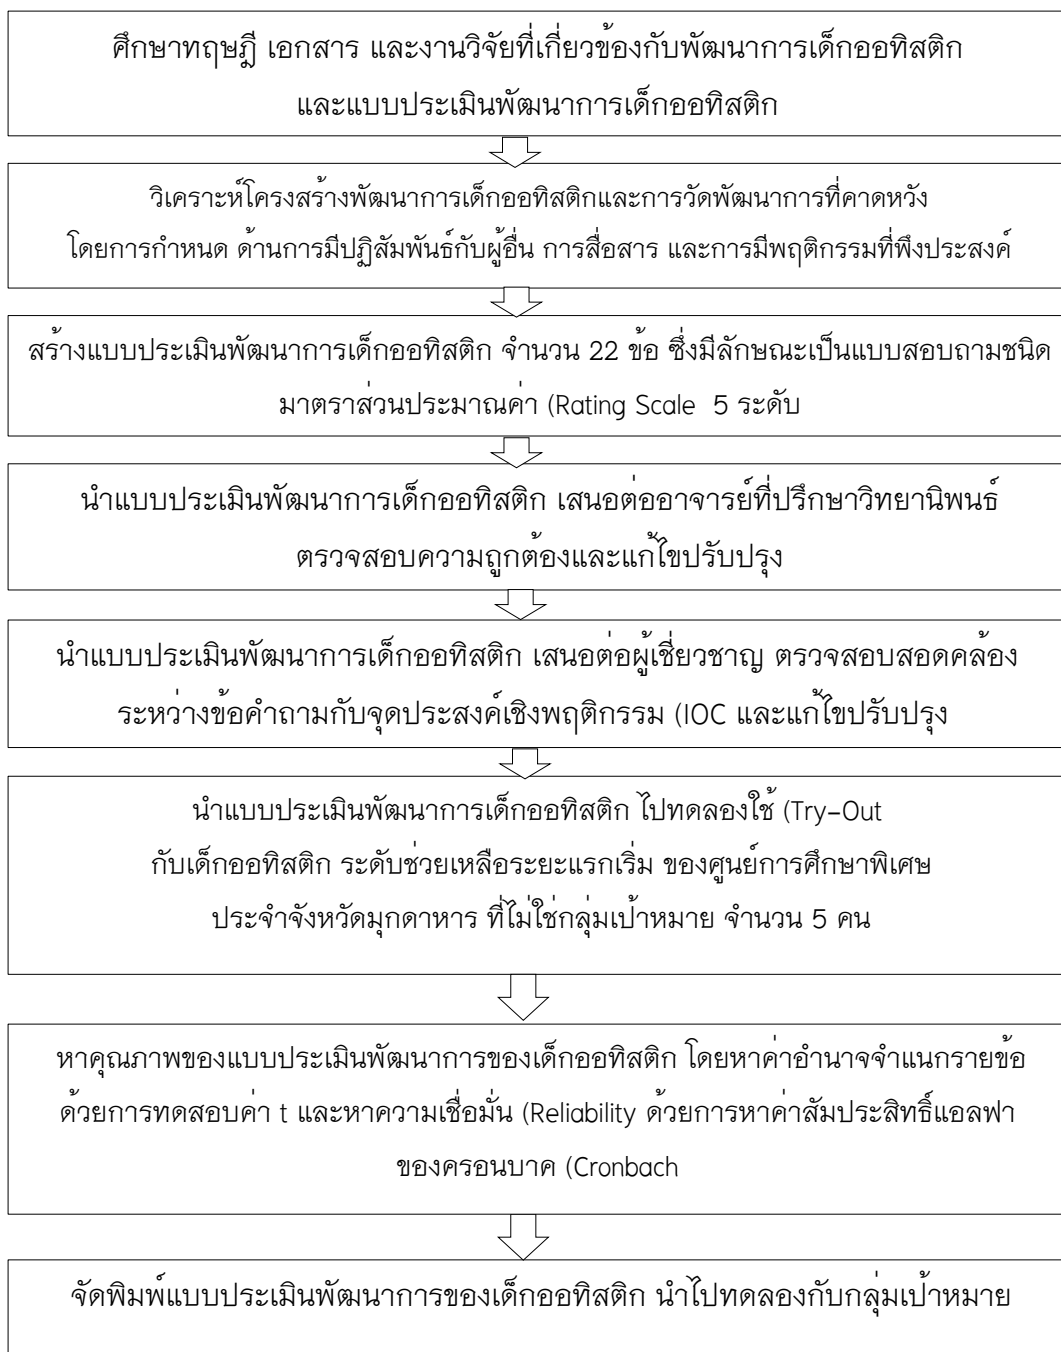 ศึกษาทฤษฎี เอกสาร และงานวิจัยที่เกี่ยวข้องกับพัฒนาการเด็กออทิสติก
และแบบประเมินพัฒนาการเด็กออทิสติก
วิเคราะห์โครงสร้างพัฒนาการเด็กออทิสติกและการวัดพัฒนาการที่คาดหวัง
โดยการกำหนด ด้านการมีปฏิสัมพันธ์กับผู้อื่น การสื่อสาร และการมีพฤติกรรมที่พึงประสงค์
สร้างแบบประเมินพัฒนาการเด็กออทิสติก จำนวน 22 ข้อ ซึ่งมีลักษณะเป็นแบบสอบถามชนิด
มาตราส่วนประมาณค่า (Rating Scale 5 ระดับ
นำแบบประเมินพัฒนาการเด็กออทิสติก เสนอต่ออาจารย์ที่ปรึกษาวิทยานิพนธ์
ตรวจสอบความถูกต้องและแก้ไขปรับปรุง
นำแบบประเมินพัฒนาการเด็กออทิสติก เสนอต่อผู้เชี่ยวชาญ ตรวจสอบสอดคล้อง
ระหว่างข้อคำถามกับจุดประสงค์เชิงพฤติกรรม (IOC และแก้ไขปรับปรุง
นำแบบประเมินพัฒนาการเด็กออทิสติก ไปทดลองใช้ (Try-Out
กับเด็กออทิสติก ระดับช่วยเหลือระยะแรกเริ่ม ของศูนย์การศึกษาพิเศษ
ประจำจังหวัดมุกดาหาร ที่ไม่ใช่กลุ่มเป้าหมาย จำนวน 5 คน
หาคุณภาพของแบบประเมินพัฒนาการของเด็กออทิสติก โดยหาค่าอำนาจจำแนกรายข้อ
ด้วยการทดสอบค่า t และหาความเชื่อมั่น (Reliability ด้วยการหาค่าสัมประสิทธิ์แอลฟา
ของครอนบาค (Cronbach
จัดพิมพ์แบบประเมินพัฒนาการของเด็กออทิสติก นำไปทดลองกับกลุ่มเป้าหมาย